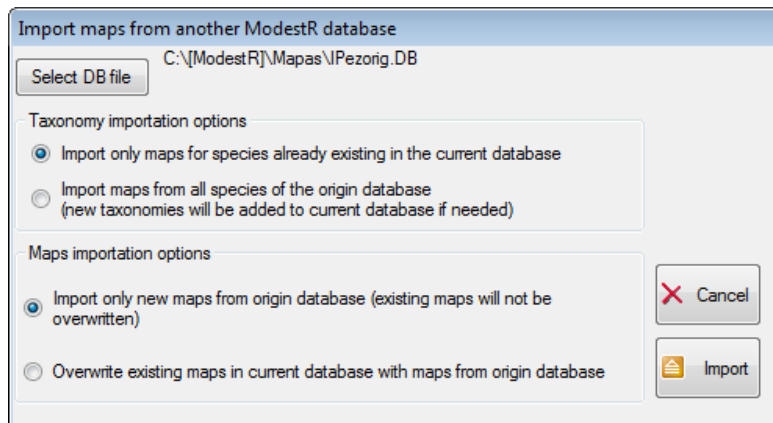 Import maps from another ModestR database
Select DB file
C:\[ModestR]\Mapas\IPezorig.DB
Taxonomy importation options
Import only maps for species already existing in the current database
Import maps from all species of the origin database
(new taxonomies will be added to current database if needed)
Maps importation options
Import only new maps from origin database (existing maps will not be
overwritten)
Overwrite existing maps in current database with maps from origin database
Cancel
Import